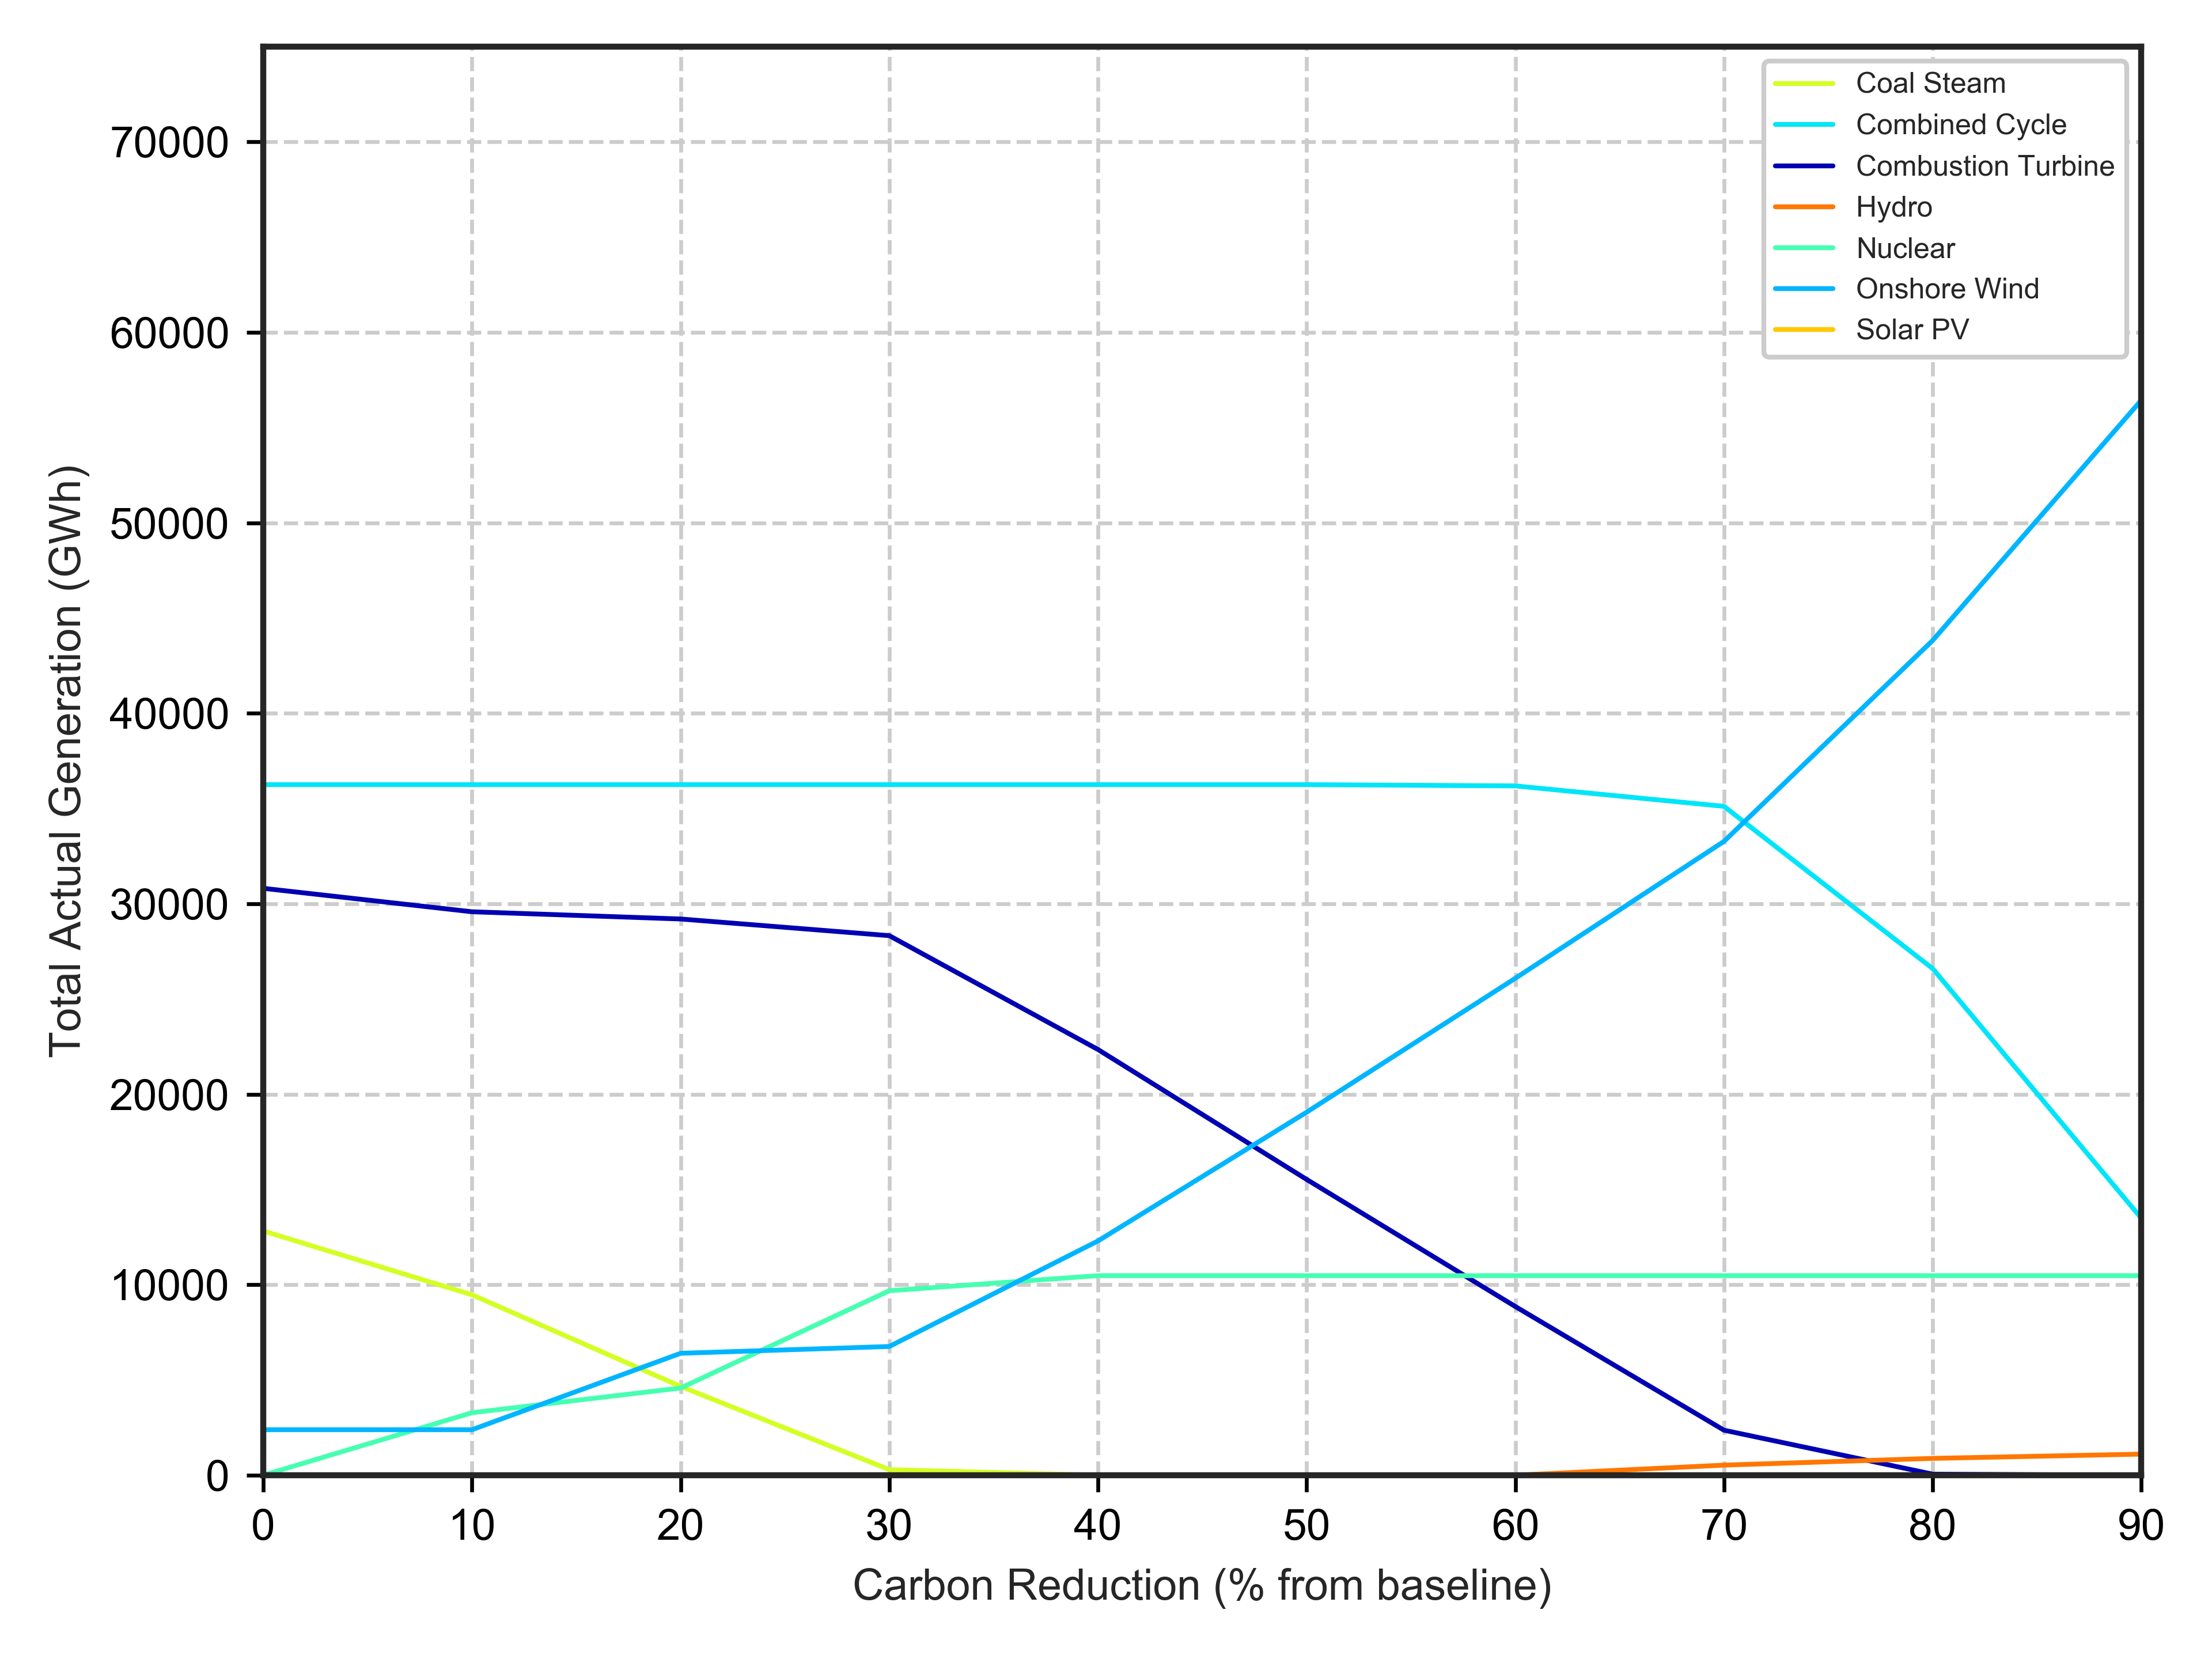 Coal Steam
Combined Cycle
Combustion Turbine
Hydro
Nuclear
Onshore Wind
Solar PV
Total Actual Generation (GWh)
70000
60000
50000
40000
30000
20000
10000
0
0 10 20 30 40 50 60 70 80 90
Carbon Reduction (% from baseline)